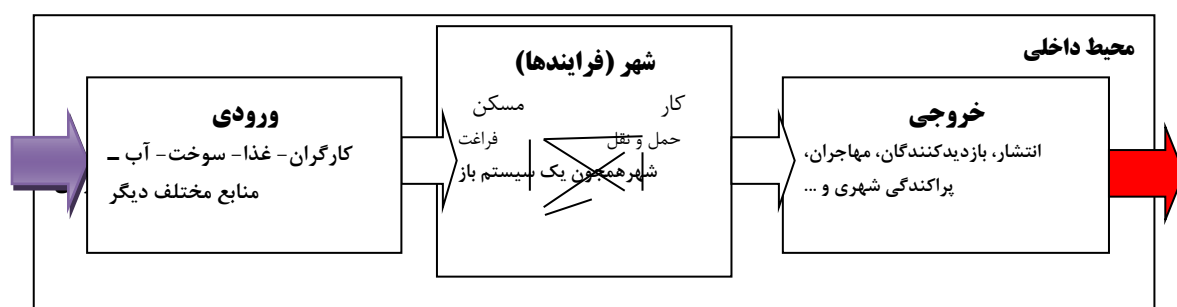 محیط داخلی
شهر (فرایندها)
کار
مسکن
حمل و نقل
فراغت
شهرهمچون یک سیستم باز
ورودی
کارگران- غذا- سوخت- آب –
منابع مختلف دیگر
خروجی
انتشار، بازدیدکنندگان، مهاجران،
پراکندگی شهری و ...